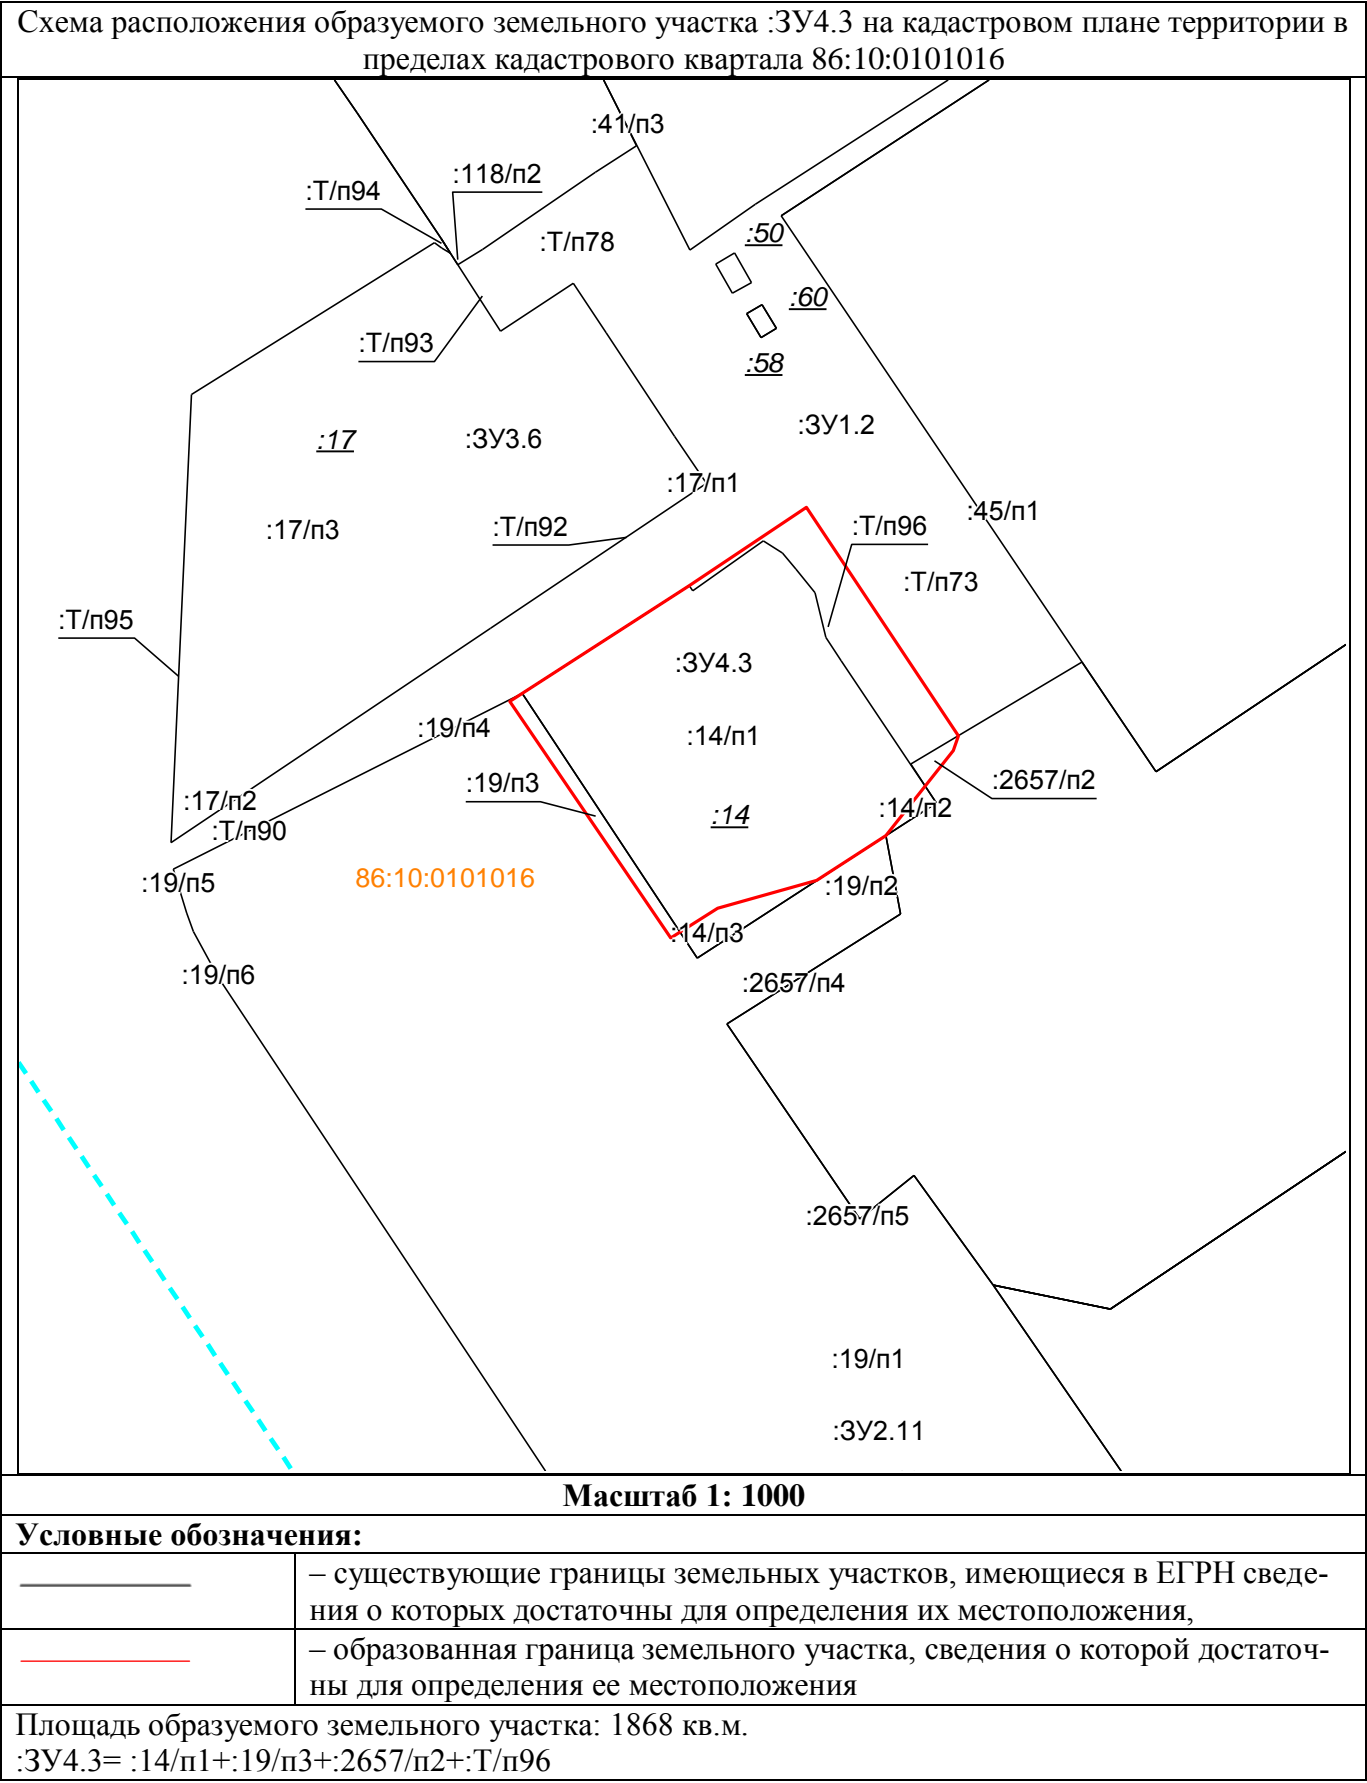 Схема расположения образуемого земельного участка :ЗУ4.3 на кадастровом плане территории в
пределах кадастрового квартала 86:10:0101016
:41/п3
:118/п2
:Т/п94
:50
:Т/п78
:60
:Т/п93
:58
:ЗУ1.2
:17
:ЗУ3.6
:17/п1
:45/п1
:17/п3
:Т/п92
:Т/п96
:Т/п73
:Т/п95
:ЗУ4.3
:19/п4
:14/п1
:19/п3
:2657/п2
:17/п2
:14/п2
:14
:Т/п90
:19/п5
86:10:0101016
:19/п2
:14/п3
:19/п6
:2657/п4
:2657/п5
:19/п1
:ЗУ2.11
Масштаб 1: 1000
Условные обозначения:
– существующие границы земельных участков, имеющиеся в ЕГРН сведе-
ния о которых достаточны для определения их местоположения,
– образованная граница земельного участка, сведения о которой достаточ-
ны для определения ее местоположения
Площадь образуемого земельного участка: 1868 кв.м.
:ЗУ4.3= :14/п1+:19/п3+:2657/п2+:Т/п96